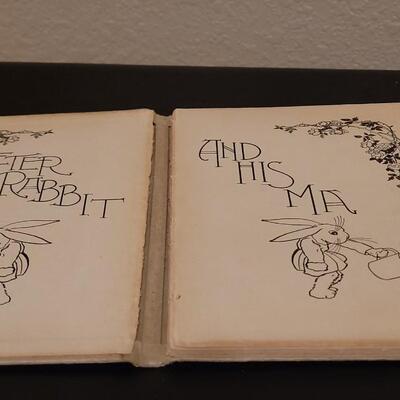 ETER
RABBIT
AND
HIS
MA